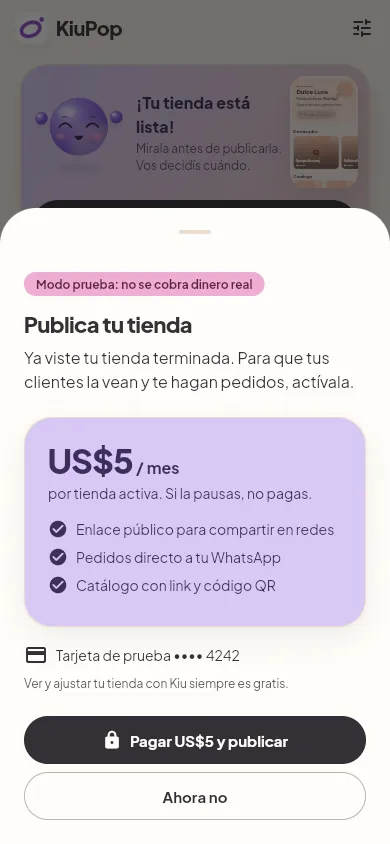 KiuPop
¡Tu tienda está
lista!
Mirala antes de publicarla.
Vos decidís cuándo.
Dulce Luna
Modo prueba: no se cobra dinero real
Publica tu tienda
Ya viste tu tienda terminada. Para que tus
clientes la vean y te hagan pedidos, actívala.
US$5 / mes
por tienda activa. Si la pausas, no pagas.
Enlace público para compartir en redes
Pedidos directo a tu WhatsApp
Catálogo con link y código QR
Tarjeta de prueba •••• 4242
Ver y ajustar tu tienda con Kiu siempre es gratis.
Pagar US$5 y publicar
Ahora no